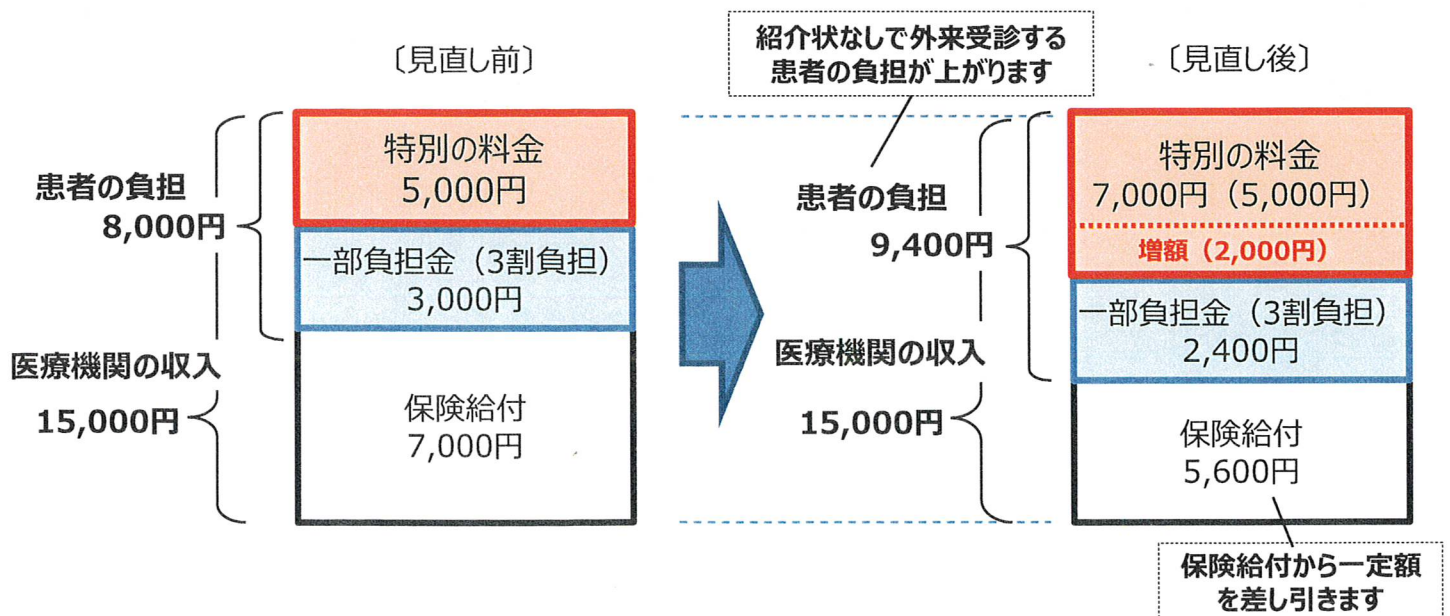 〔見直し前〕
紹介状なしで外来受診する
患者の負担が上がります
〔見直し後〕
特別の料金
5,000円
患者の負担
8,000円
一部負担金（3割負担）
3,000円
医療機関の収入
15,000円
保険給付
7,000円
特別の料金
7,000円（5,000円）
増額（2,000円）
患者の負担
9,400円
一部負担金（3割負担）
2,400円
医療機関の収入
15,000円
保険給付
5,600円
保険給付から一定額
を差し引きます